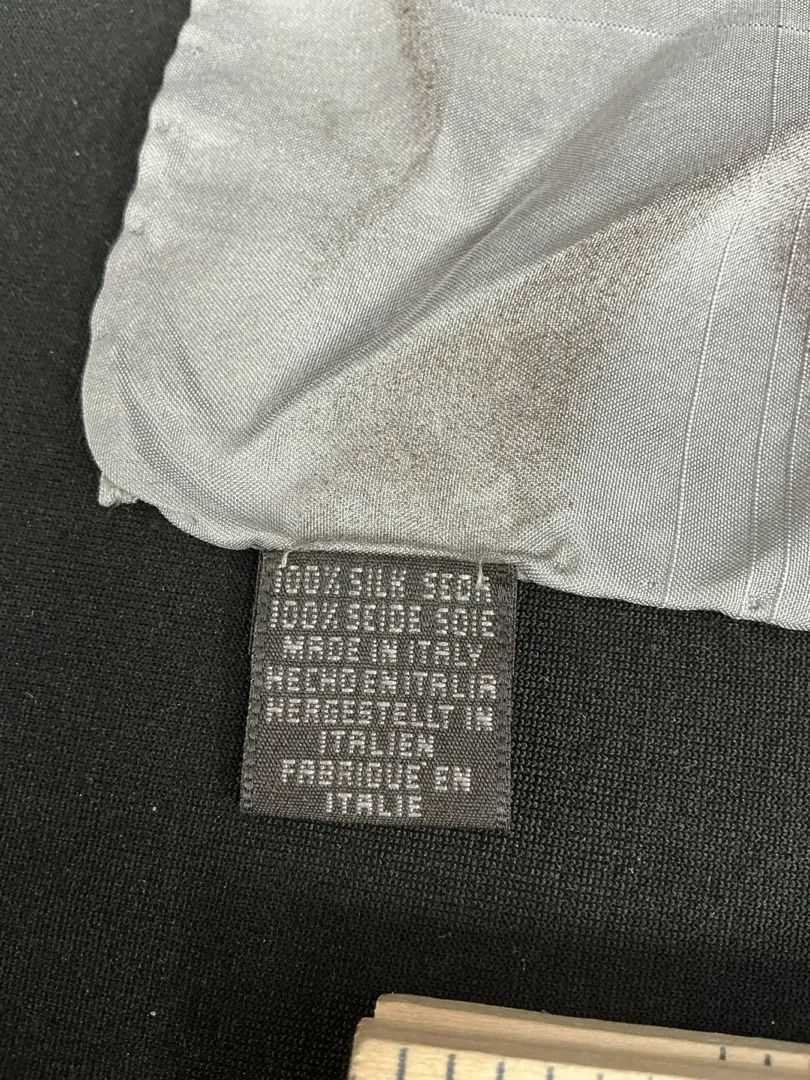 100% SILK SEDA
100% SEIDE SOIE
MADE IN ITALY
HECHO EN ITALIA
HERGESTELLT IN
ITALIEN
FABRIQUE EN
ITALIE